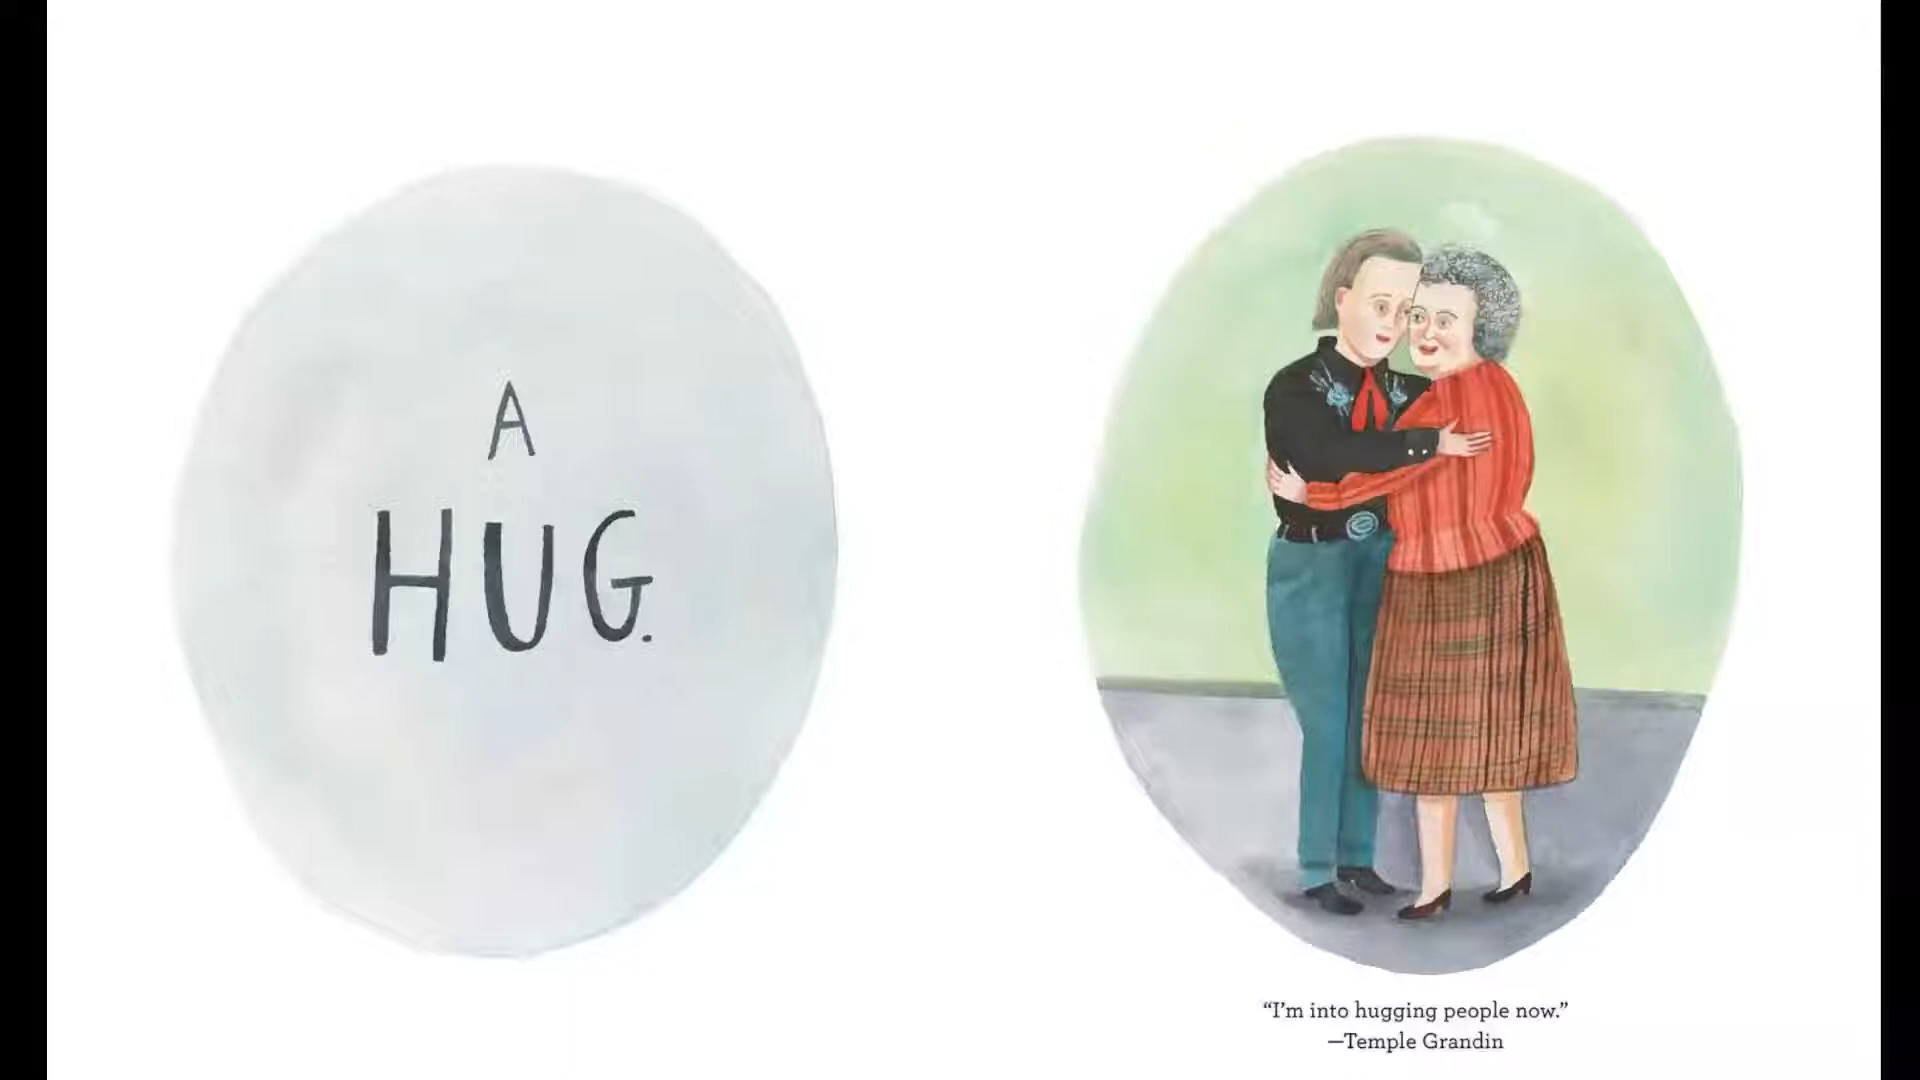 A
HUG.
“I’m into hugging people now.”
—Temple Grandin